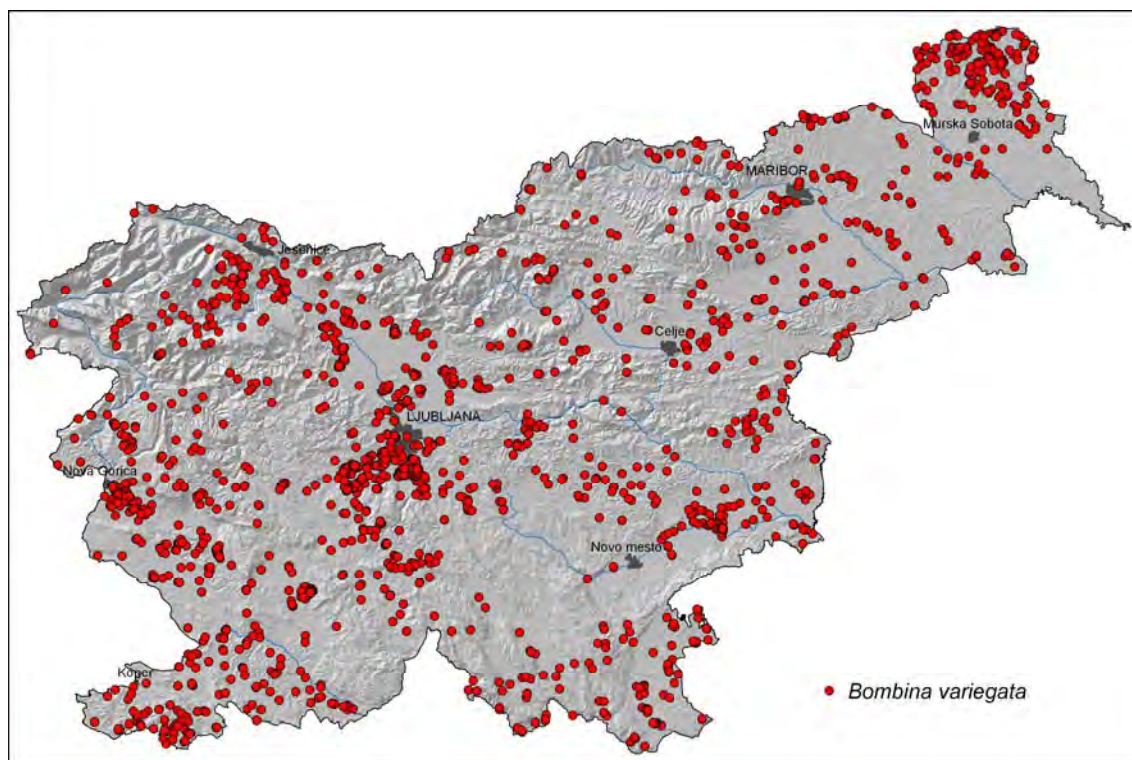 Murska Sobota
MARIBOR
Jesenice
Celje
LJUBLJANA
Nova Gorica
Novo mesto
Koper
Bombina variegata